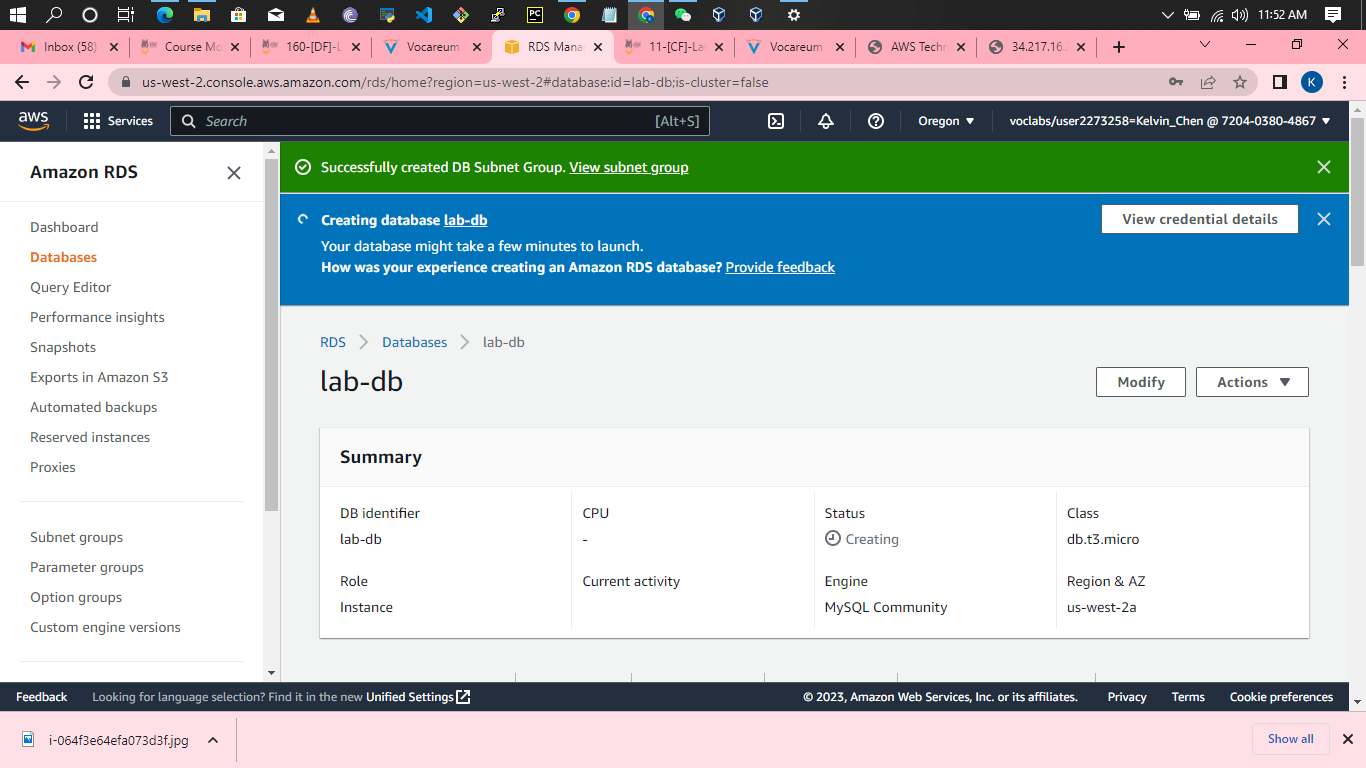 11:52 AM
Inbox (58)
Course Mo
160-[DF]-L
Vocareum
RDS Mana
11-[CF]-La
Vocareum
AWS Techn
34.217.16.
us-west-2.console.aws.amazon.com/rds/home?region=us-west-2#database:id=lab-db;is-cluster=false
K
aws
Services
Search
[Alt+S]
Oregon
voclabs/user2273258=Kelvin_Chen @ 7204-0380-4867
Amazon RDS
Dashboard
Databases
Query Editor
Performance insights
Snapshots
Exports in Amazon S3
Automated backups
Reserved instances
Proxies
Subnet groups
Parameter groups
Option groups
Custom engine versions
Successfully created DB Subnet Group. View subnet group
Creating database lab-db
View credential details
Your database might take a few minutes to launch.
How was your experience creating an Amazon RDS database? Provide feedback
RDS
Databases
lab-db
lab-db
Modify
Actions
Summary
DB identifier
lab-db
CPU
-
Status
Creating
Class
db.t3.micro
Role
Instance
Current activity
Engine
MySQL Community
Region & AZ
us-west-2a
Feedback
Looking for language selection? Find it in the new Unified Settings
© 2023, Amazon Web Services, Inc. or its affiliates.
Privacy
Terms
Cookie preferences
i-064f3e64efa073d3f.jpg
Show all